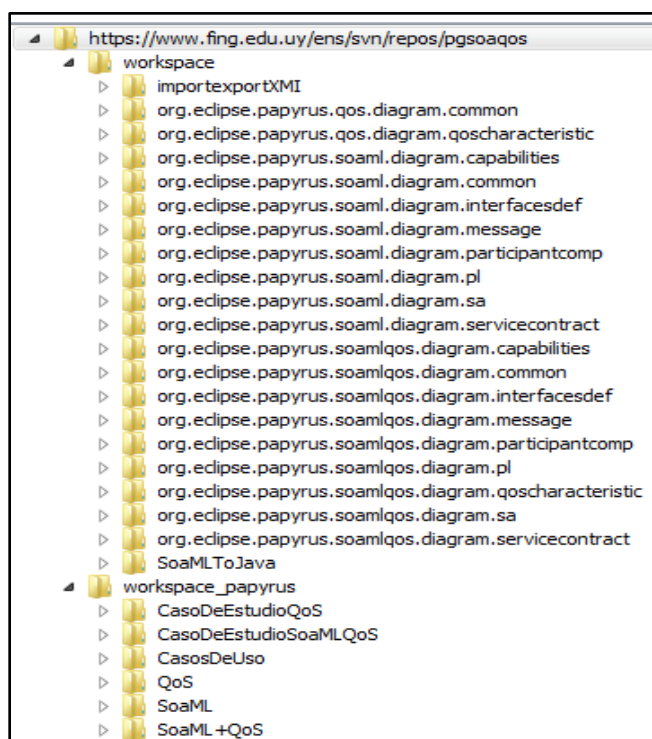 https://www.fing.edu.uy/ens/svn/repos/pgsoaqos
workspace
importexportXMI
org.eclipse.papyrus.qos.diagram.common
org.eclipse.papyrus.qos.diagram.qoscharacteristic
org.eclipse.papyrus.soaml.diagram.capabilities
org.eclipse.papyrus.soaml.diagram.common
org.eclipse.papyrus.soaml.diagram.interfacesdef
org.eclipse.papyrus.soaml.diagram.message
org.eclipse.papyrus.soaml.diagram.participantcomp
org.eclipse.papyrus.soaml.diagram.pl
org.eclipse.papyrus.soaml.diagram.sa
org.eclipse.papyrus.soaml.diagram.servicecontract
org.eclipse.papyrus.soamlqos.diagram.capabilities
org.eclipse.papyrus.soamlqos.diagram.common
org.eclipse.papyrus.soamlqos.diagram.interfacesdef
org.eclipse.papyrus.soamlqos.diagram.message
org.eclipse.papyrus.soamlqos.diagram.participantcomp
org.eclipse.papyrus.soamlqos.diagram.pl
org.eclipse.papyrus.soamlqos.diagram.qoscharacteristic
org.eclipse.papyrus.soamlqos.diagram.sa
org.eclipse.papyrus.soamlqos.diagram.servicecontract
SoaMLToJava
workspace_papyrus
CasoDeEstudioQoS
CasoDeEstudioSoaMLQoS
CasosDeUso
QoS
SoaML
SoaML+QoS